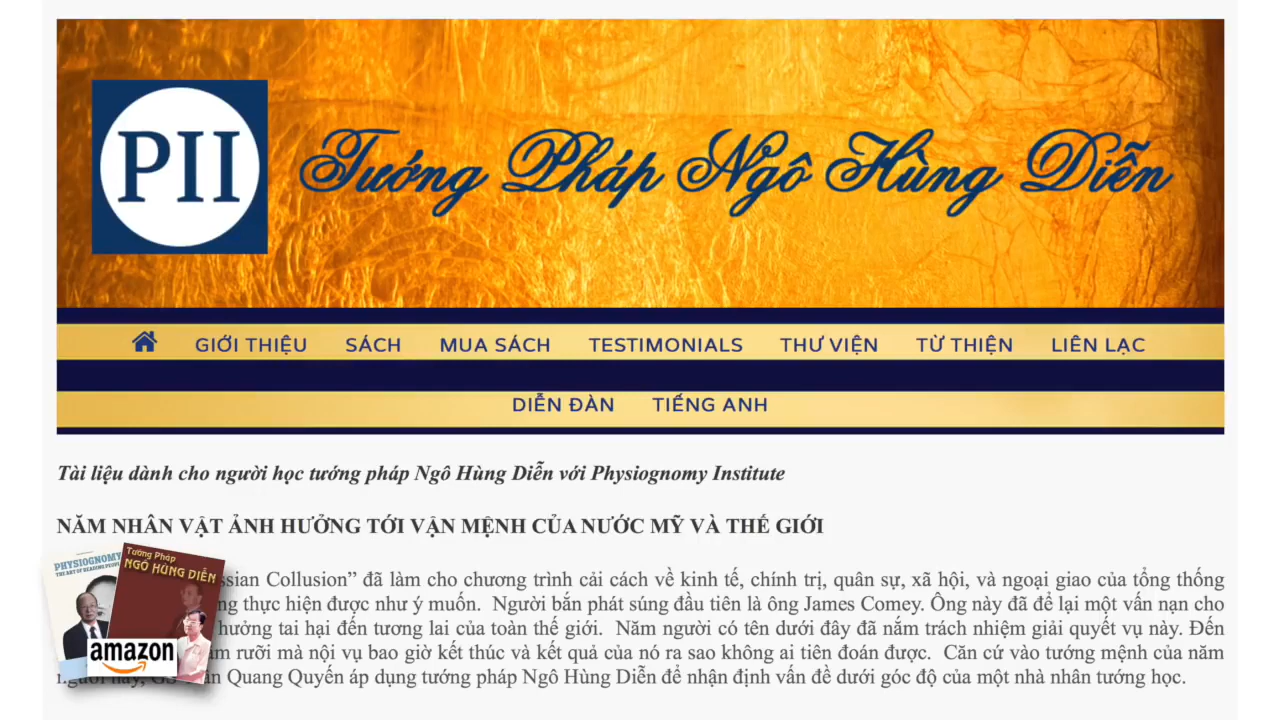 PII
Tướng Pháp Ngô Hùng Diễn
GIỚI THIỆU SÁCH MUA SÁCH TESTIMONIALS THƯ VIỆN TỪ THIỆN LIÊN LẠC
DIỄN ĐÀN TIẾNG ANH
Tài liệu dành cho người học tướng pháp Ngô Hùng Diễn với Physiognomy Institute
NĂM NHÂN VẬT ẢNH HƯỞNG TỚI VẬN MỆNH CỦA NƯỚC MỸ VÀ THẾ GIỚI
Collusion” đã làm cho chương trình cải cách về kinh tế, chính trị, quân sự, xã hội, và ngoại giao của tổng thống
thực hiện được như ý muốn. Người bắn phát súng đầu tiên là ông James Comey. Ông này đã để lại một vấn nạn cho
hưởng tai hại đến tương lai của toàn thế giới. Năm người có tên dưới đây đã nắm trách nhiệm giải quyết vụ này. Đến
rưỡi mà nội vụ bao giờ kết thúc và kết quả của nó ra sao không ai tiên đoán được. Căn cứ vào tướng mệnh của năm
Quang Quyến áp dụng tướng pháp Ngô Hùng Diễn để nhận định vấn đề dưới góc độ của một nhà nhân tướng học.
PHYSIOGNOMY
THE ART OF READING PEOPLE
Tướng Pháp
NGÔ HÙNG DIỄN
amazon